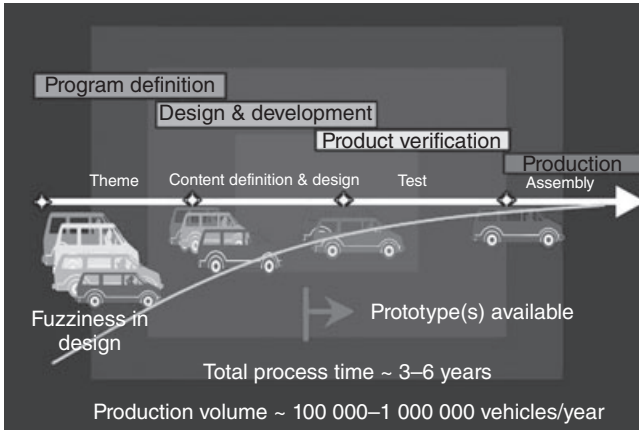 Program definition
Design & development
Product verification
Production
Theme
Content definition & design
Test
Assembly
Fuzziness in
design
Prototype(s) available
Total process time ~ 3–6 years
Production volume ~ 100 000–1 000 000 vehicles/year